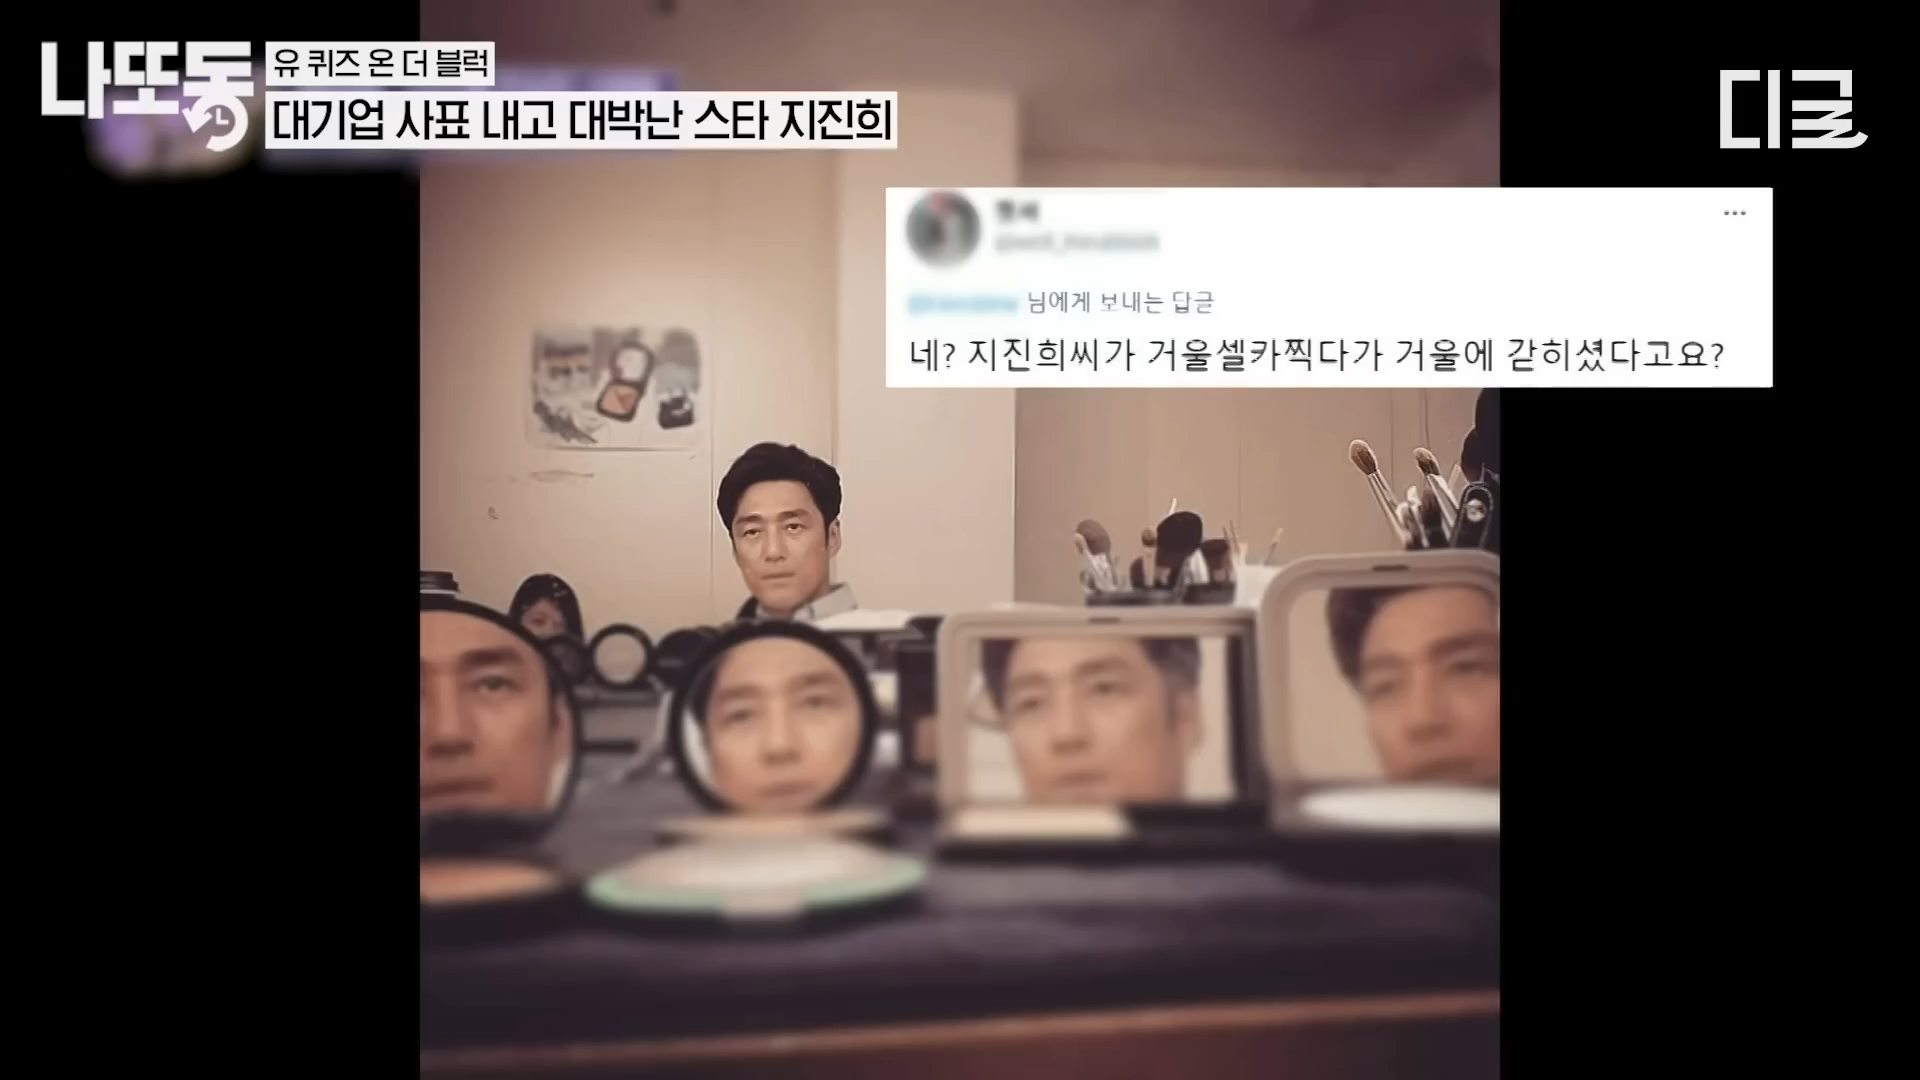 나또동
유 퀴즈 온 더 블럭
대기업 사표 내고 대박난 스타 지진희
디글
님에게 보내는 답글
네? 지진희씨가 거울셀카찍다가 거울에 갇히셨다고요?